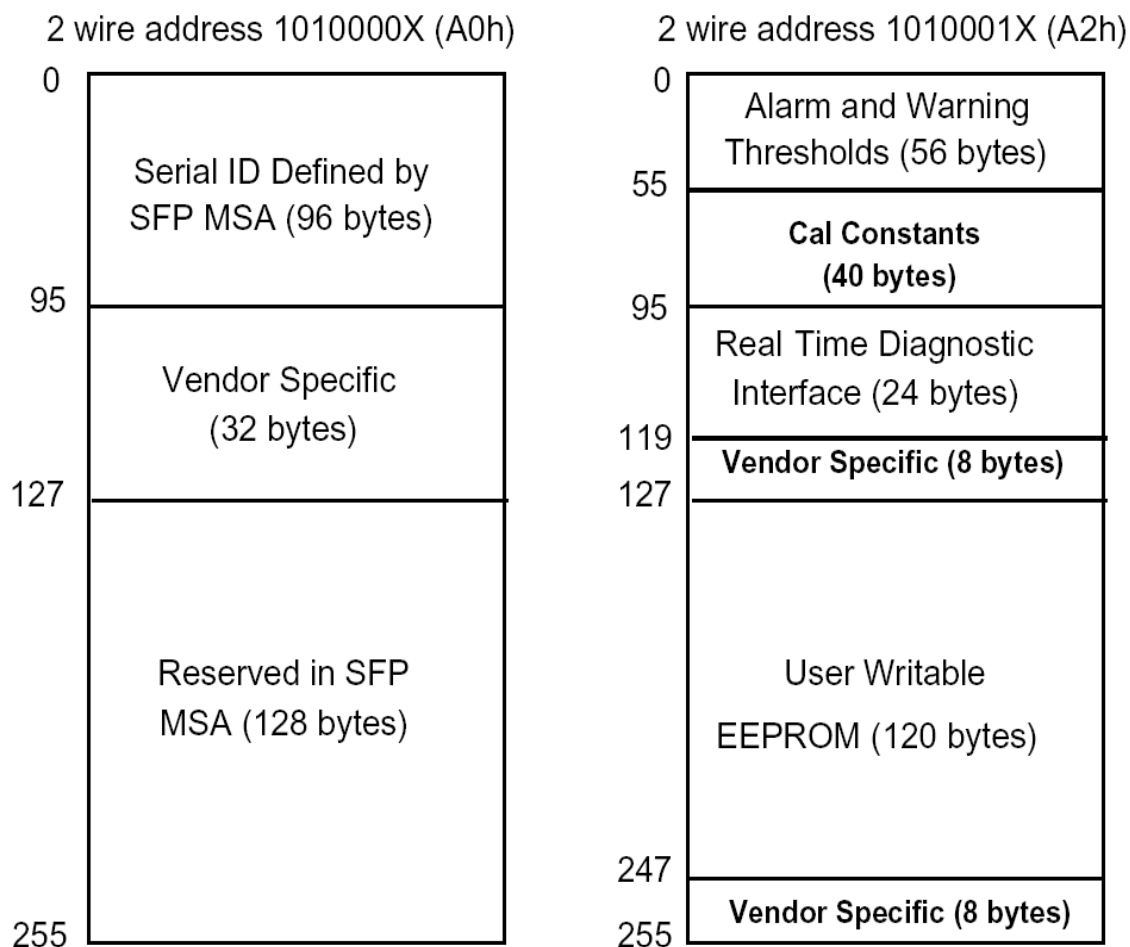 2 wire address 1010000X (A0h)
0
Serial ID Defined by
SFP MSA (96 bytes)
95
Vendor Specific
(32 bytes)
127
Reserved in SFP
MSA (128 bytes)
255
2 wire address 1010001X (A2h)
0
Alarm and Warning
Thresholds (56 bytes)
55
Cal Constants
(40 bytes)
95
Real Time Diagnostic
Interface (24 bytes)
119
Vendor Specific (8 bytes)
127
User Writable
EEPROM (120 bytes)
247
Vendor Specific (8 bytes)
255